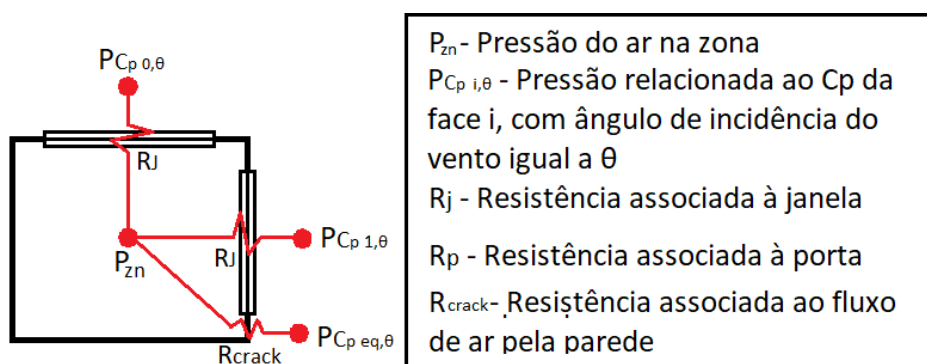 P_Cp 0,θ
RJ
Pzn
RJ
P_Cp 1,θ
P_Cp eq,θ
Rcrack
Pzn - Pressão do ar na zona
P_Cp i,θ - Pressão relacionada ao Cp da
face i, com ângulo de incidência do
vento igual a θ
Rj - Resistência associada à janela
Rp - Resistência associada à porta
Rcrack - Resistência associada ao fluxo
de ar pela parede